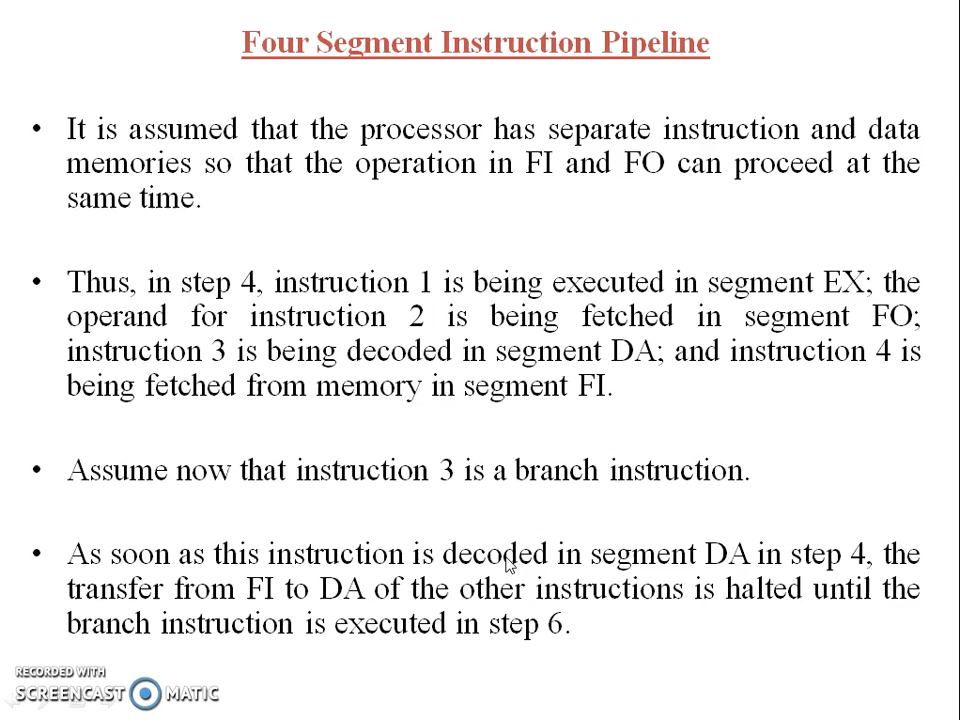 Four Segment Instruction Pipeline
• It is assumed that the processor has separate instruction and data
memories so that the operation in FI and FO can proceed at the
same time.
• Thus, in step 4, instruction 1 is being executed in segment EX; the
operand for instruction 2 is being fetched in segment FO;
instruction 3 is being decoded in segment DA; and instruction 4 is
being fetched from memory in segment FI.
• Assume now that instruction 3 is a branch instruction.
• As soon as this instruction is decoded in segment DA in step 4, the
transfer from FI to DA of the other instructions is halted until the
branch instruction is executed in step 6.
RECORDED WITH
SCREENCAST MATIC